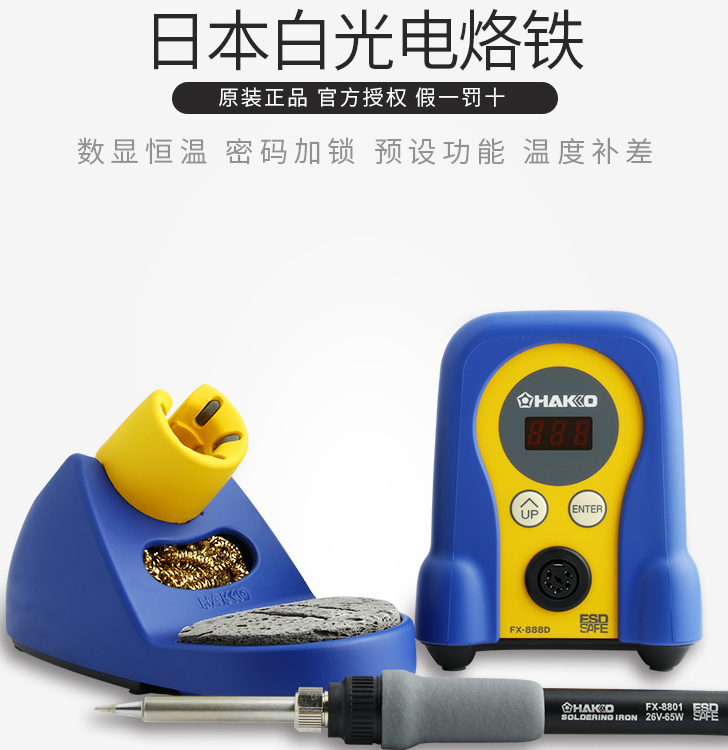 日本白光电烙铁
原装正品 官方授权 假一罚十
数显恒温 密码加锁 预设功能 温度补差
HAKKO
888
UP
ENTER
HAKKO
FX-888D
ESD
SAFE
HAKKO
SOLDERING IRON
FX-8801
26V-65W
ESD
SAFE